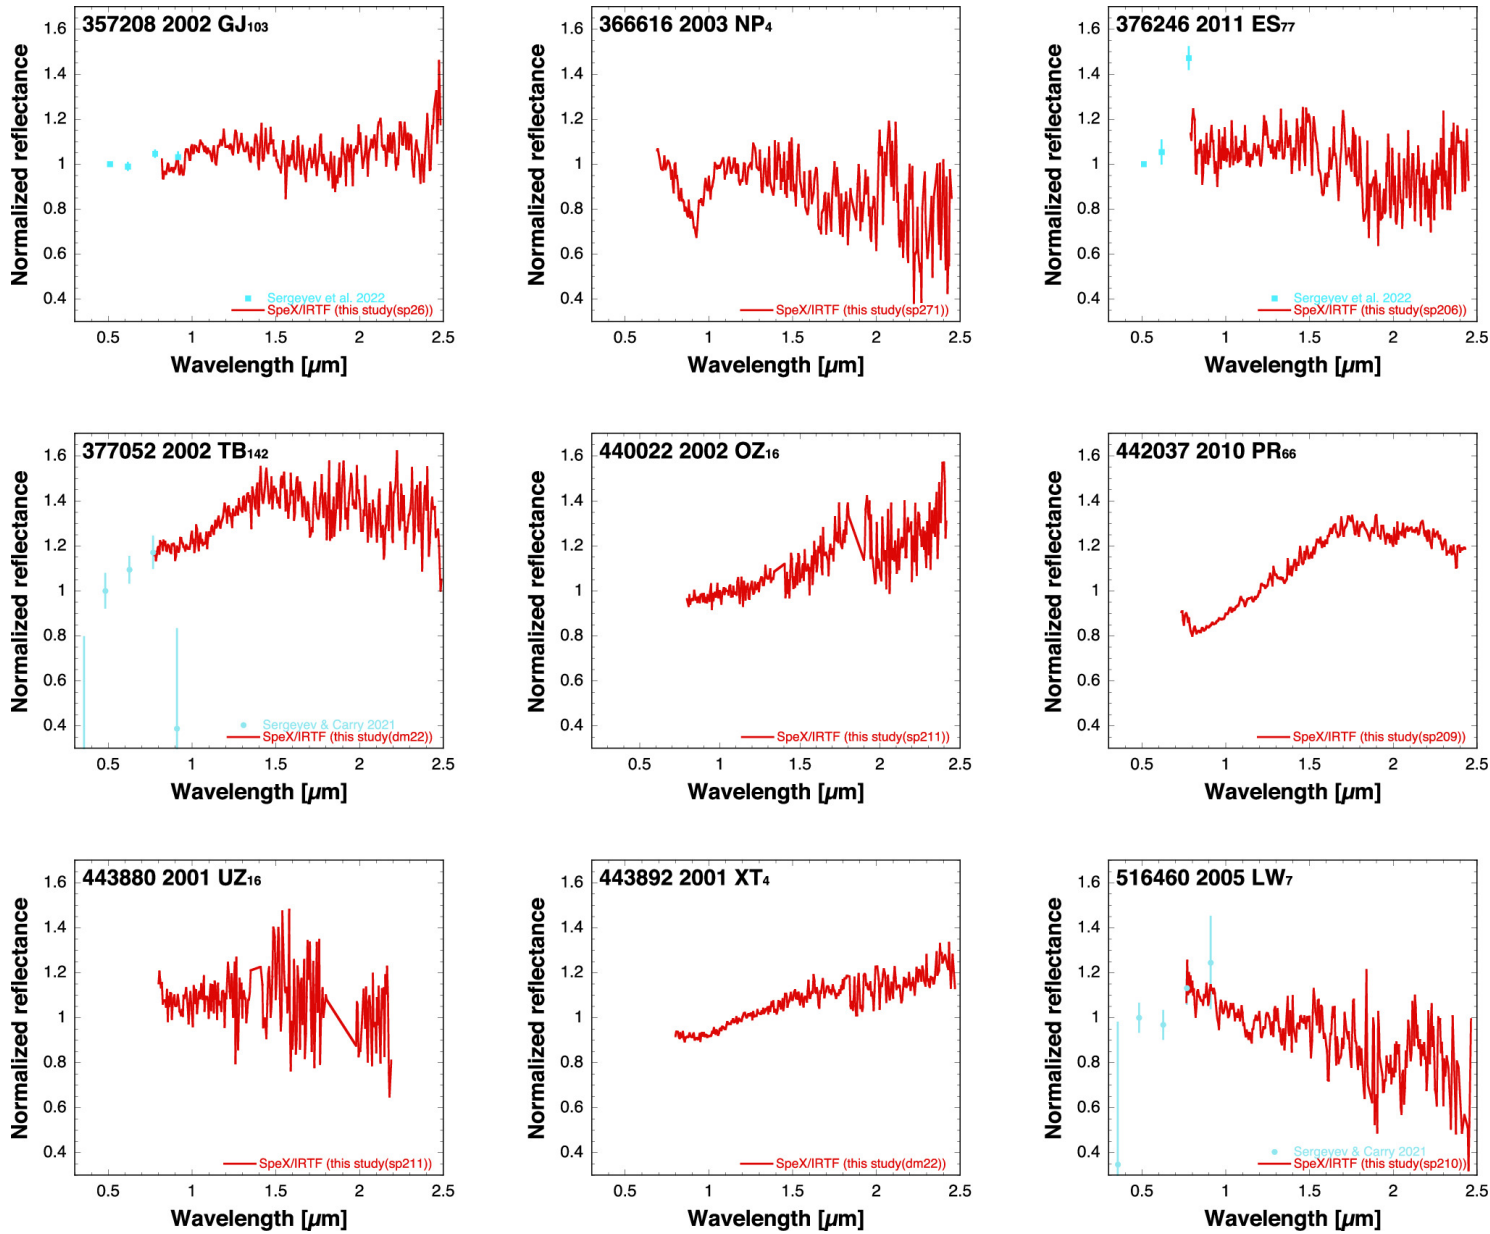 357208 2002 GJ103
Normalized reflectance
1.6
1.4
1.2
1
0.8
0.6
0.4
Sergeyev et al. 2022
SpeX/IRTF (this study(sp26))
0.5 1 1.5 2 2.5
Wavelength [µm]
366616 2003 NP4
Normalized reflectance
1.6
1.4
1.2
1
0.8
0.6
0.4
SpeX/IRTF (this study(sp271))
0.5 1 1.5 2 2.5
Wavelength [µm]
376246 2011 ES77
Normalized reflectance
1.6
1.4
1.2
1
0.8
0.6
0.4
Sergeyev et al. 2022
SpeX/IRTF (this study(sp206))
0.5 1 1.5 2 2.5
Wavelength [µm]
377052 2002 TB142
Normalized reflectance
1.6
1.4
1.2
1
0.8
0.6
0.4
Sergeyev & Carry 2021
SpeX/IRTF (this study(dm22))
0.5 1 1.5 2 2.5
Wavelength [µm]
440022 2002 OZ16
Normalized reflectance
1.6
1.4
1.2
1
0.8
0.6
0.4
SpeX/IRTF (this study(sp211))
0.5 1 1.5 2 2.5
Wavelength [µm]
442037 2010 PR66
Normalized reflectance
1.6
1.4
1.2
1
0.8
0.6
0.4
SpeX/IRTF (this study(sp209))
0.5 1 1.5 2 2.5
Wavelength [µm]
443880 2001 UZ16
Normalized reflectance
1.6
1.4
1.2
1
0.8
0.6
0.4
SpeX/IRTF (this study(sp211))
0.5 1 1.5 2 2.5
Wavelength [µm]
443892 2001 XT4
Normalized reflectance
1.6
1.4
1.2
1
0.8
0.6
0.4
SpeX/IRTF (this study(dm22))
0.5 1 1.5 2 2.5
Wavelength [µm]
516460 2005 LW7
Normalized reflectance
1.6
1.4
1.2
1
0.8
0.6
0.4
Sergeyev & Carry 2021
SpeX/IRTF (this study(sp210))
0.5 1 1.5 2 2.5
Wavelength [µm]